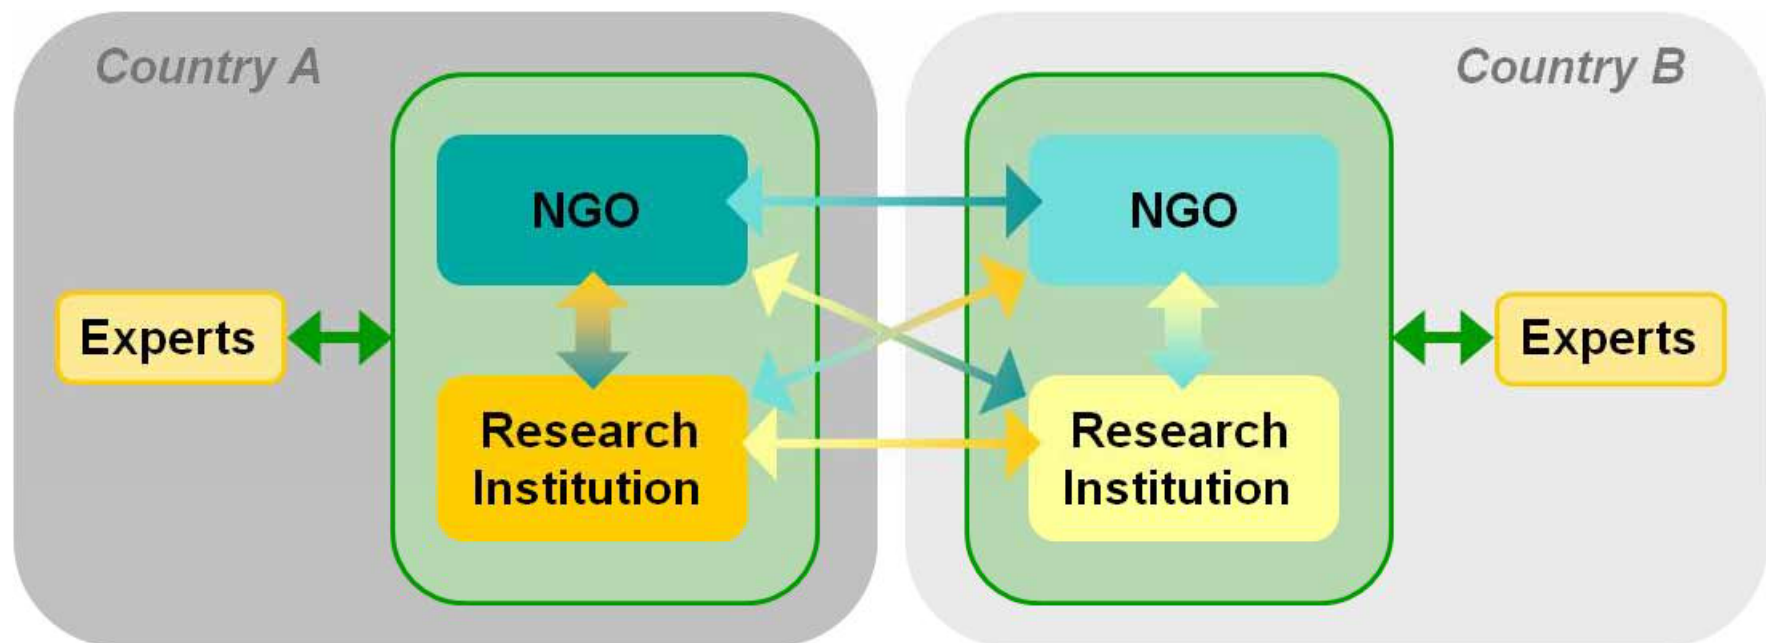 Country A
Country B
NGO
NGO
Experts
Experts
Research
Institution
Research
Institution